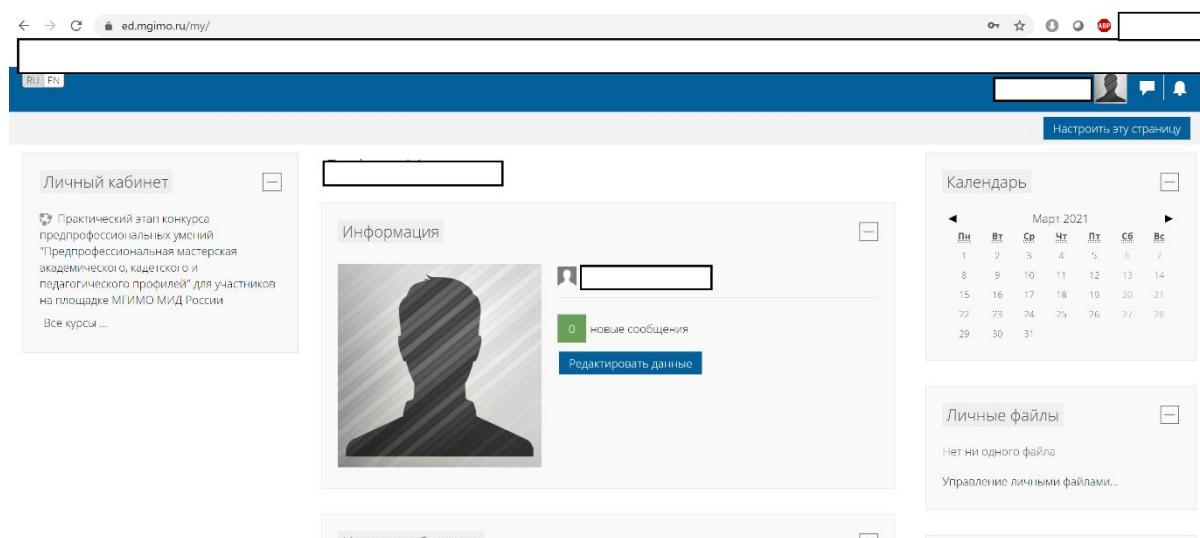 ed.mgimo.ru/my/
ABP
RU EN
Настроить эту страницу
Личный кабинет
Практический этап конкурса
предпрофессиональных умений
"Предпрофессиональная мастерская
академического, кадетского и
педагогического профилей" для участников
на площадке МГИМО МИД России
Все курсы ...
Информация
0 новые сообщения
Редактировать данные
Календарь
Март 2021
Пн Вт Ср Чт Пт Сб Вс
1 2 3 4 5 6 7
8 9 10 11 12 13 14
15 16 17 18 19 20 21
22 23 24 25 26 27 28
29 30 31
Личные файлы
Нет ни одного файла
Управление личными файлами...